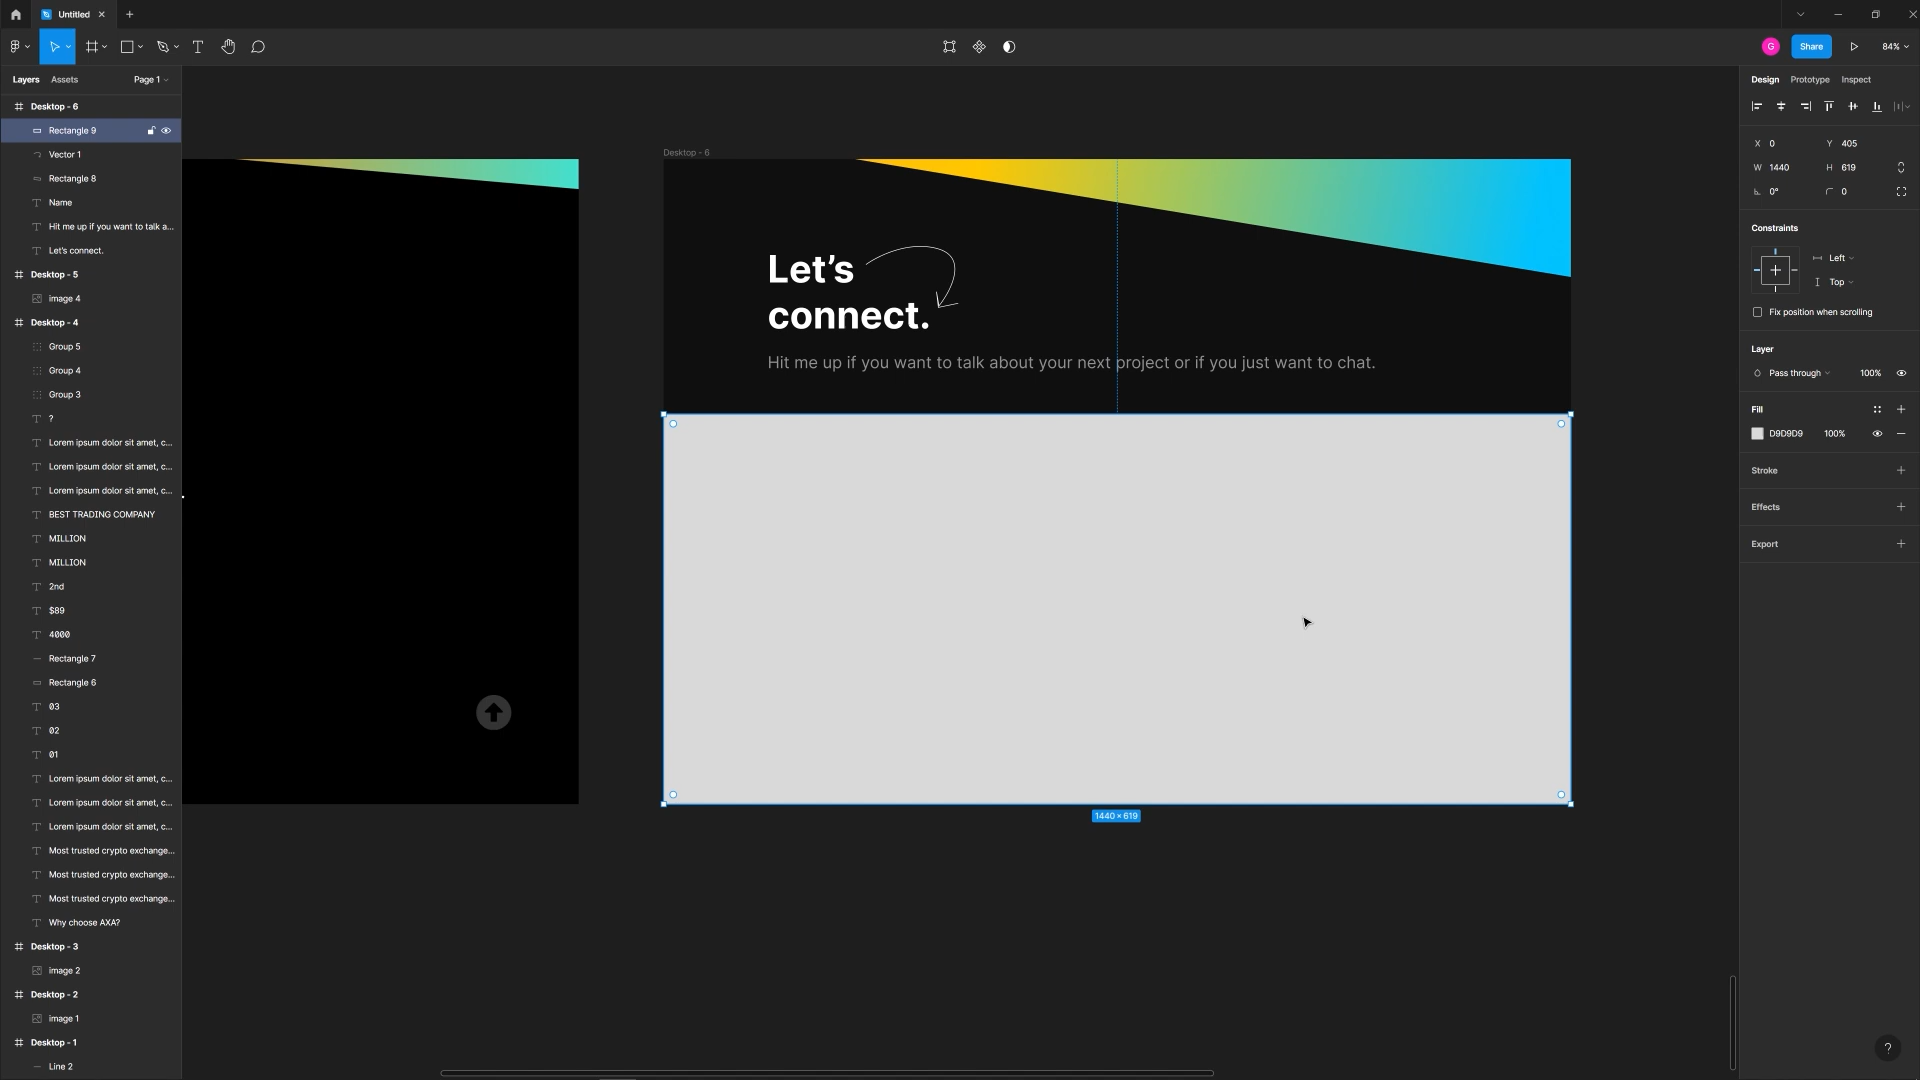 Untitled
Share
84%
G
Layers
Assets
Page 1
Desktop - 6
Rectangle 9
Vector 1
Rectangle 8
Name
Hit me up if you want to talk a...
Let's connect.
Desktop - 5
image 4
Desktop - 4
Group 5
Group 4
Group 3
?
Lorem ipsum dolor sit amet, c...
Lorem ipsum dolor sit amet, c...
Lorem ipsum dolor sit amet, c...
BEST TRADING COMPANY
MILLION
MILLION
2nd
$89
4000
Rectangle 7
Rectangle 6
03
02
01
Lorem ipsum dolor sit amet, c...
Lorem ipsum dolor sit amet, c...
Lorem ipsum dolor sit amet, c...
Most trusted crypto exchange...
Most trusted crypto exchange...
Most trusted crypto exchange...
Why choose AXA?
Desktop - 3
image 2
Desktop - 2
image 1
Desktop - 1
Line 2
Desktop - 6
Let's
connect.
Hit me up if you want to talk about your next project or if you just want to chat.
1440 × 619
Design
Prototype
Inspect
X 0 Y 405
W 1440 H 619
0° 0
Constraints
Left
Top
Fix position when scrolling
Layer
Pass through 100%
Fill
D9D9D9 100%
Stroke
Effects
Export
?